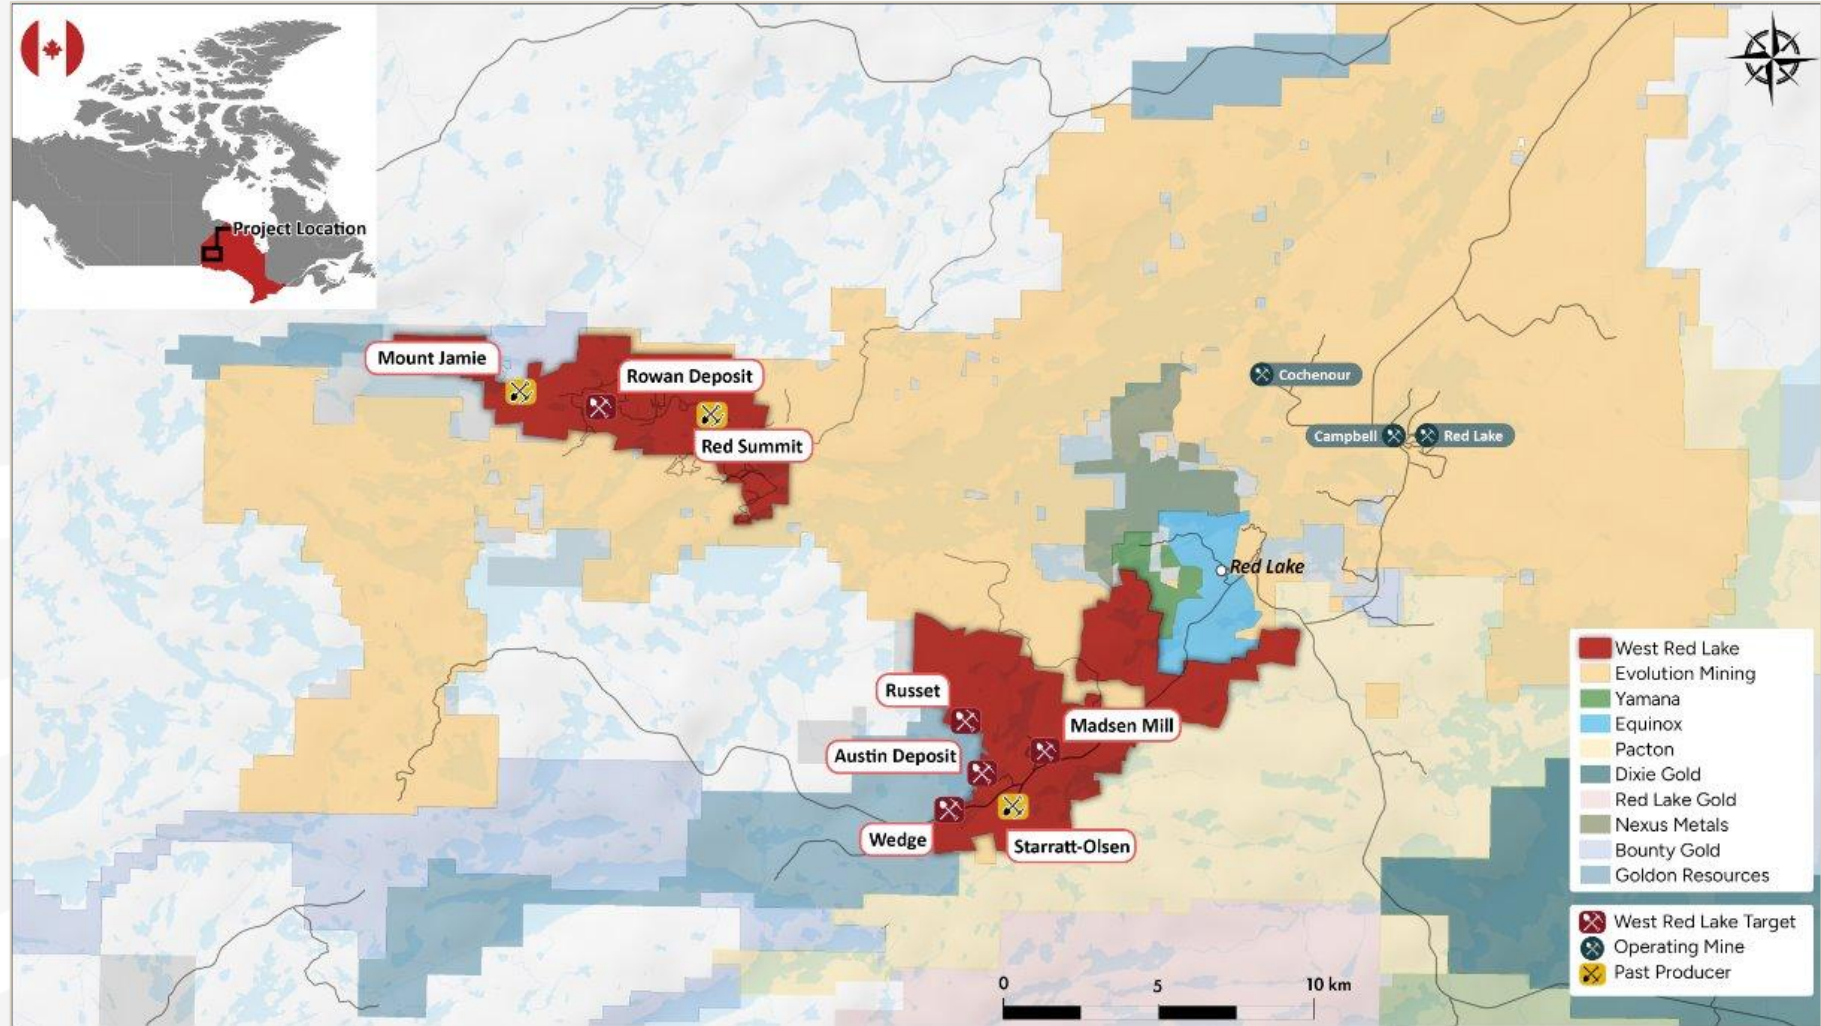 Project Location
Mount Jamie
Rowan Deposit
Red Summit
Cochenour
Campbell
Red Lake
Red Lake
Russet
Madsen Mill
Austin Deposit
Wedge
Starratt-Olsen
West Red Lake
Evolution Mining
Yamana
Equinox
Pacton
Dixie Gold
Red Lake Gold
Nexus Metals
Bounty Gold
Goldon Resources
West Red Lake Target
Operating Mine
Past Producer
0 5 10 km